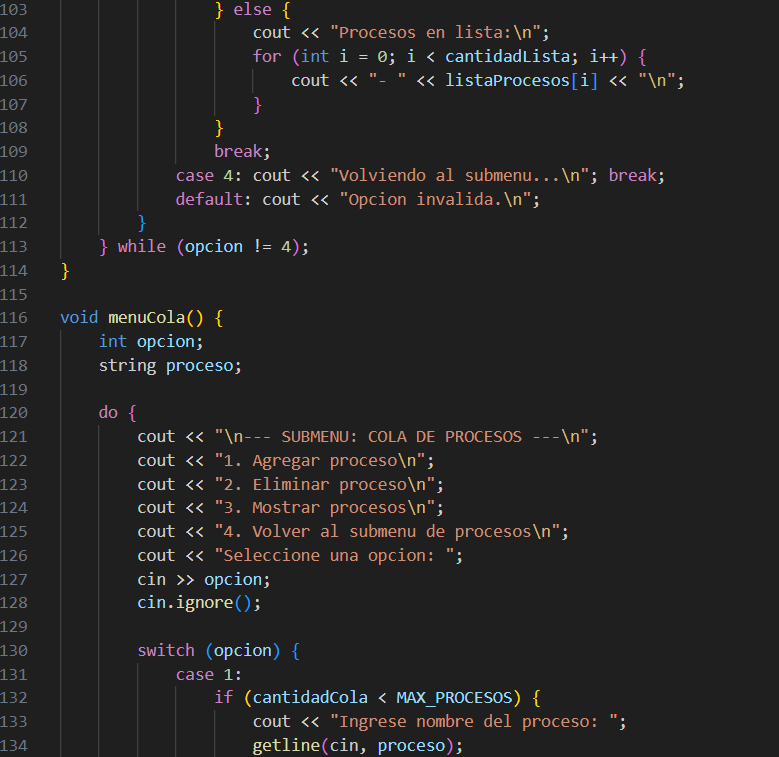 103                     } else {
104                         cout << "Procesos en lista:\n";
105                         for (int i = 0; i < cantidadLista; i++) {
106                             cout << "- " << listaProcesos[i] << "\n";
107                         }
108                     }
109                     break;
110                 case 4: cout << "Volviendo al submenu...\n"; break;
111                 default: cout << "Opcion invalida.\n";
112             }
113         } while (opcion != 4);
114     }
115
116     void menuCola() {
117         int opcion;
118         string proceso;
119
120         do {
121             cout << "\n--- SUBMENU: COLA DE PROCESOS ---\n";
122             cout << "1. Agregar proceso\n";
123             cout << "2. Eliminar proceso\n";
124             cout << "3. Mostrar procesos\n";
125             cout << "4. Volver al submenu de procesos\n";
126             cout << "Seleccione una opcion: ";
127             cin >> opcion;
128             cin.ignore();
129
130             switch (opcion) {
131                 case 1:
132                     if (cantidadCola < MAX_PROCESOS) {
133                         cout << "Ingrese nombre del proceso: ";
134                         getline(cin, proceso);